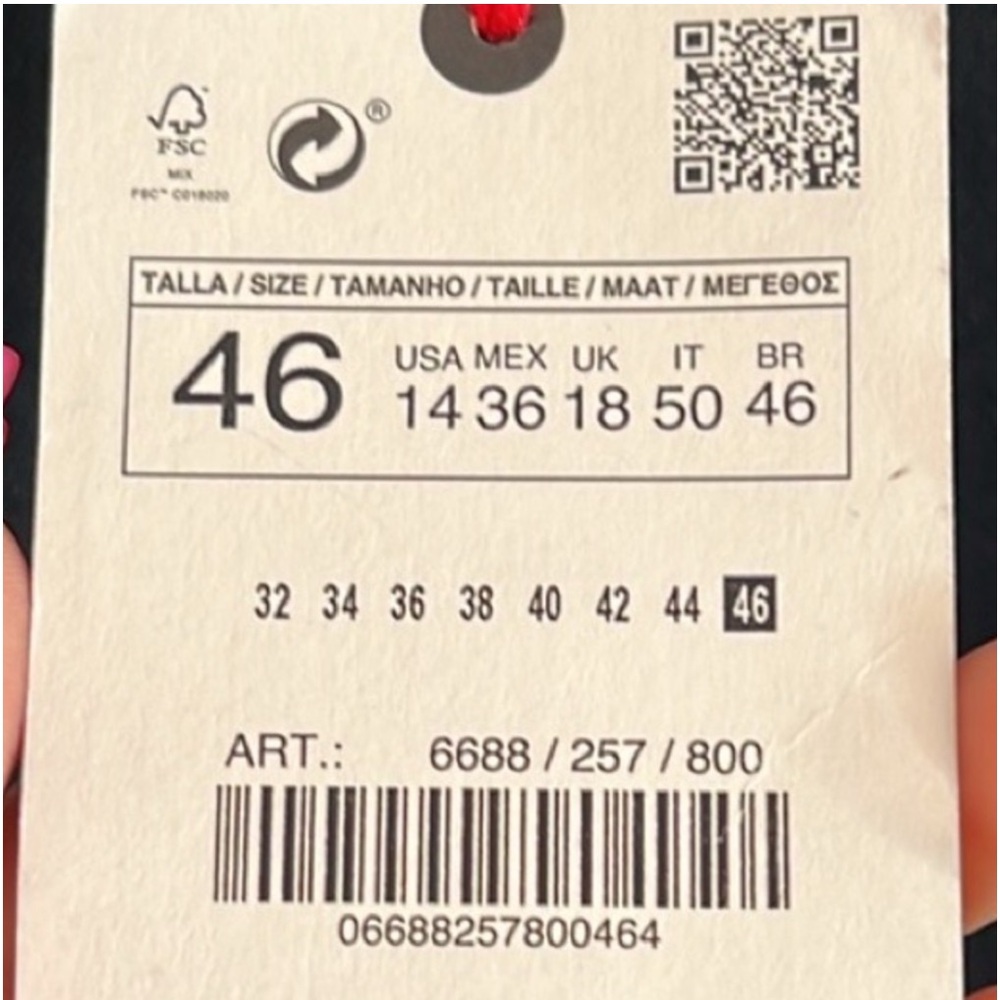 FSC
MIX
FSC™ C018020
®
TALLA / SIZE / TAMANHO / TAILLE / MAAT / ΜΕΓΕΘΟΣ
46
USA MEX UK IT BR
14 36 18 50 46
32 34 36 38 40 42 44 46
ART.: 6688 / 257 / 800
06688257800464